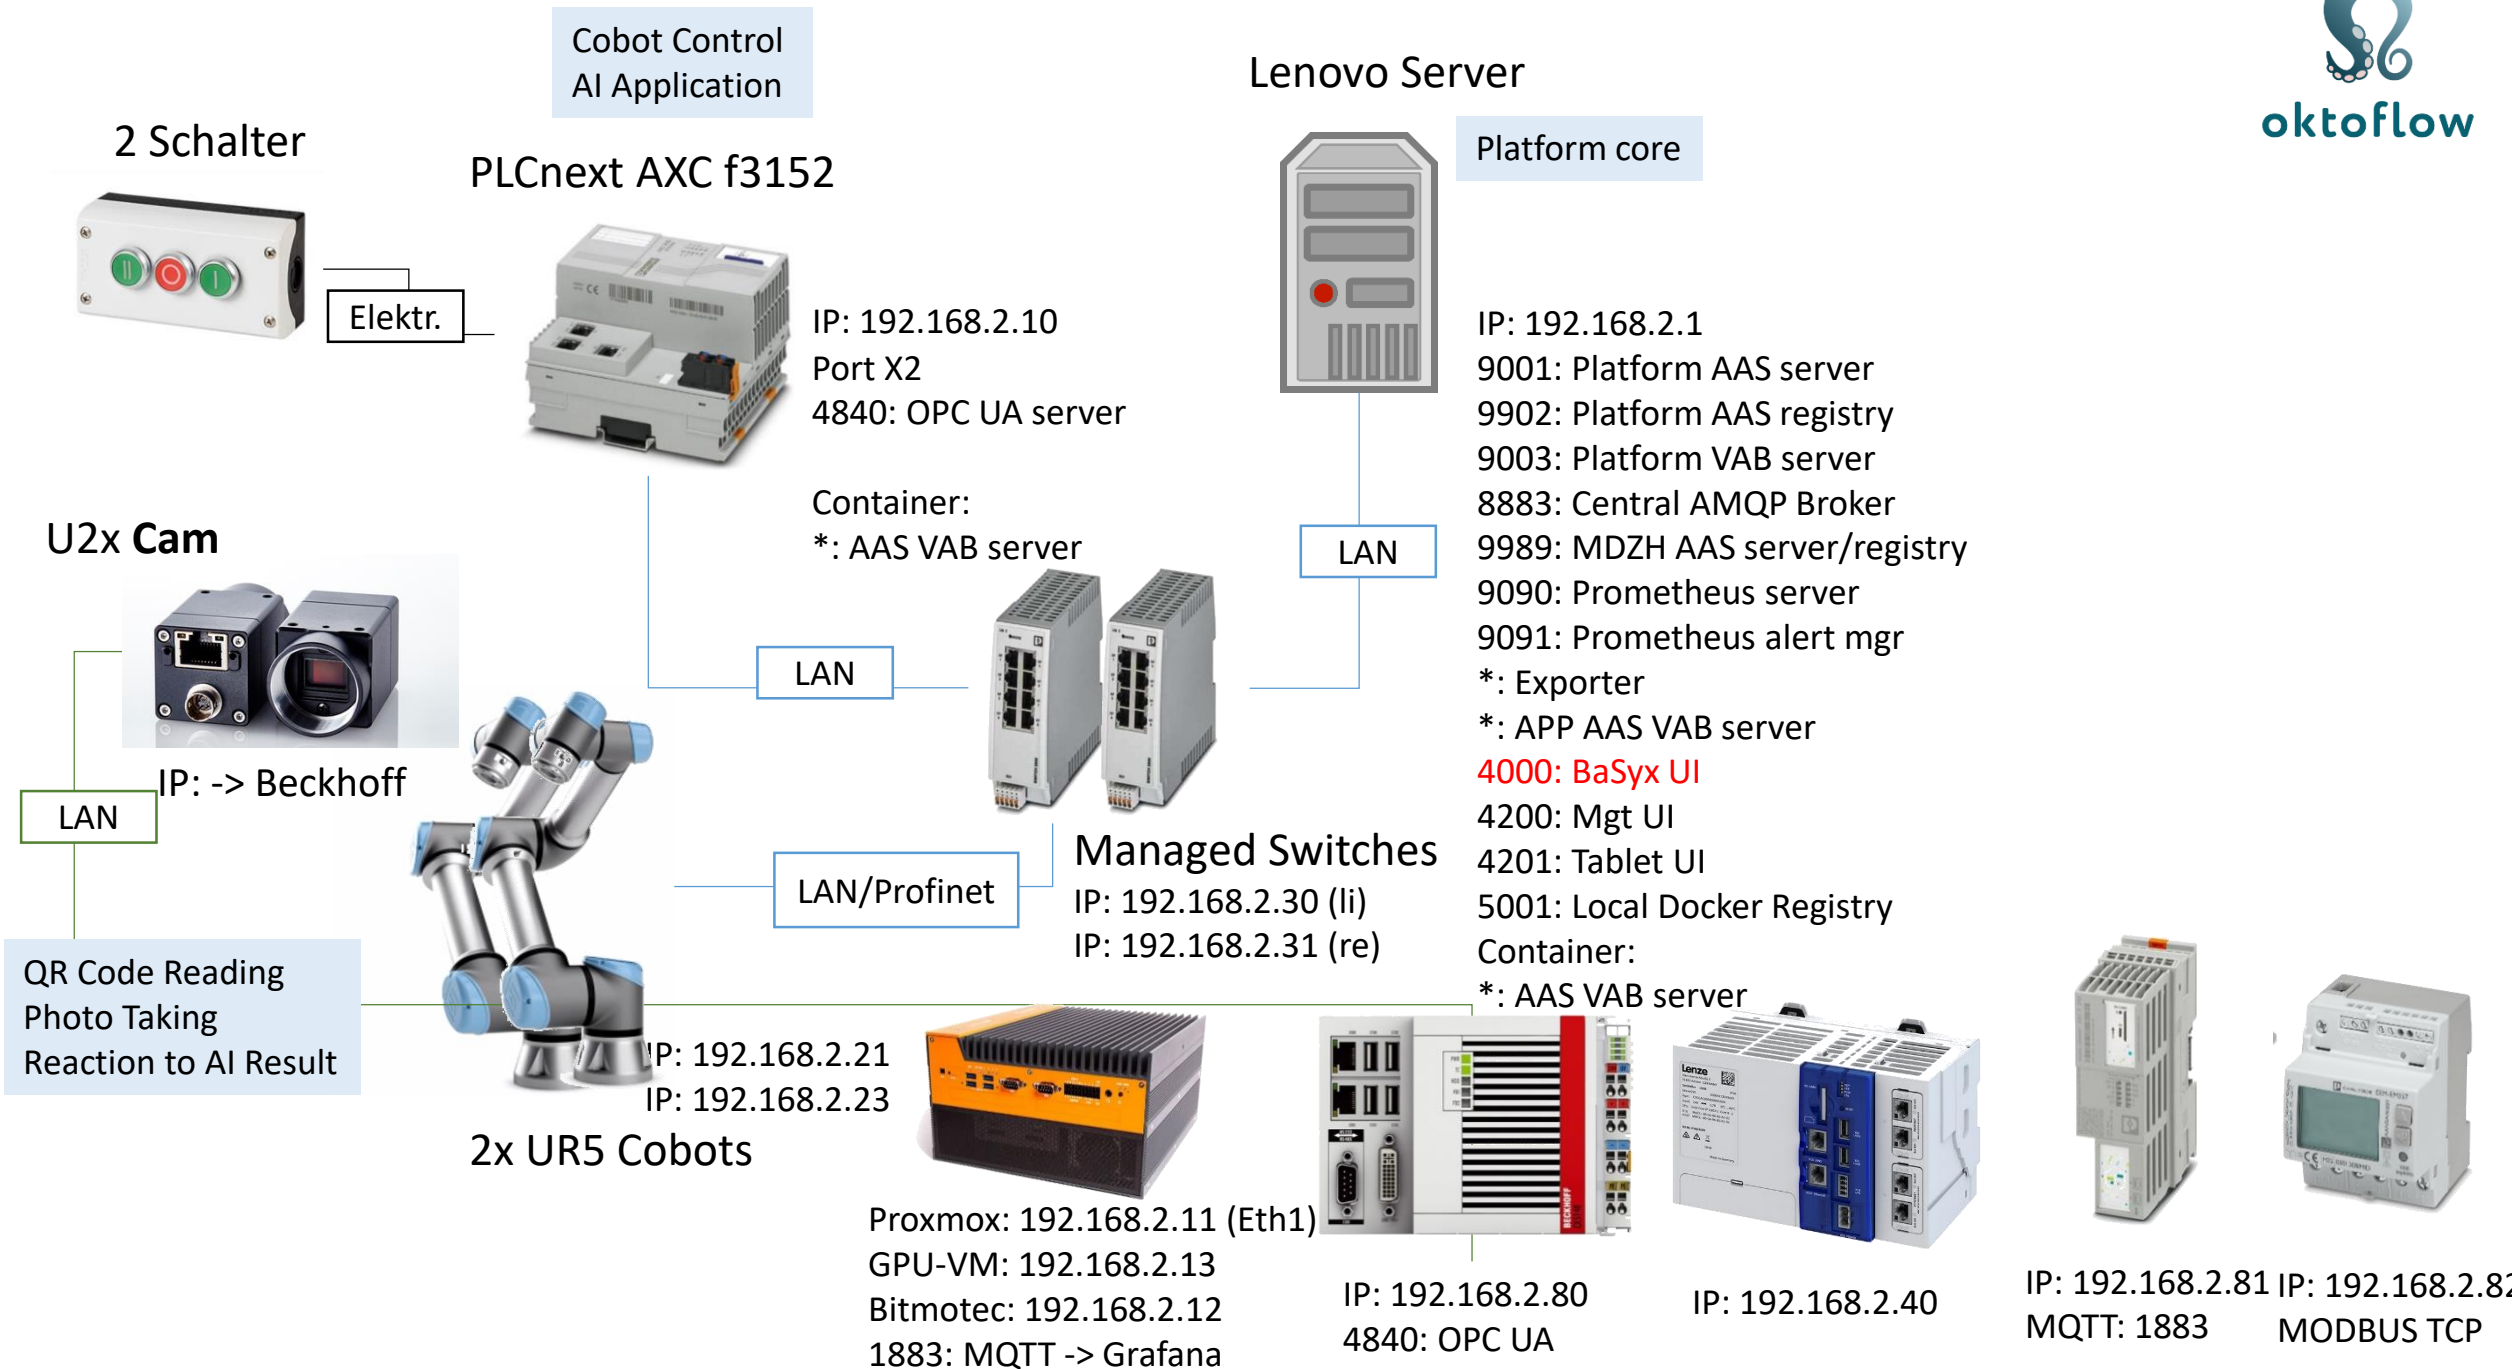 Cobot Control
AI Application
oktoflow
Lenovo Server
Platform core
2 Schalter
PLCnext AXC f3152
Elektr.
IP: 192.168.2.10
Port X2
4840: OPC UA server
Container:
*: AAS VAB server
IP: 192.168.2.1
9001: Platform AAS server
9902: Platform AAS registry
9003: Platform VAB server
8883: Central AMQP Broker
9989: MDZH AAS server/registry
9090: Prometheus server
9091: Prometheus alert mgr
*: Exporter
*: APP AAS VAB server
4000: BaSyx UI
4200: Mgt UI
4201: Tablet UI
5001: Local Docker Registry
Container:
*: AAS VAB server
LAN
U2x Cam
IP: -> Beckhoff
LAN
LAN
LAN/Profinet
Managed Switches
IP: 192.168.2.30 (li)
IP: 192.168.2.31 (re)
QR Code Reading
Photo Taking
Reaction to AI Result
IP: 192.168.2.21
IP: 192.168.2.23
2x UR5 Cobots
Proxmox: 192.168.2.11 (Eth1)
GPU-VM: 192.168.2.13
Bitmotec: 192.168.2.12
1883: MQTT -> Grafana
BECKHOFF
IP: 192.168.2.80
4840: OPC UA
Lenze
IP: 192.168.2.40
IP: 192.168.2.81
MQTT: 1883
IP: 192.168.2.82
MODBUS TCP